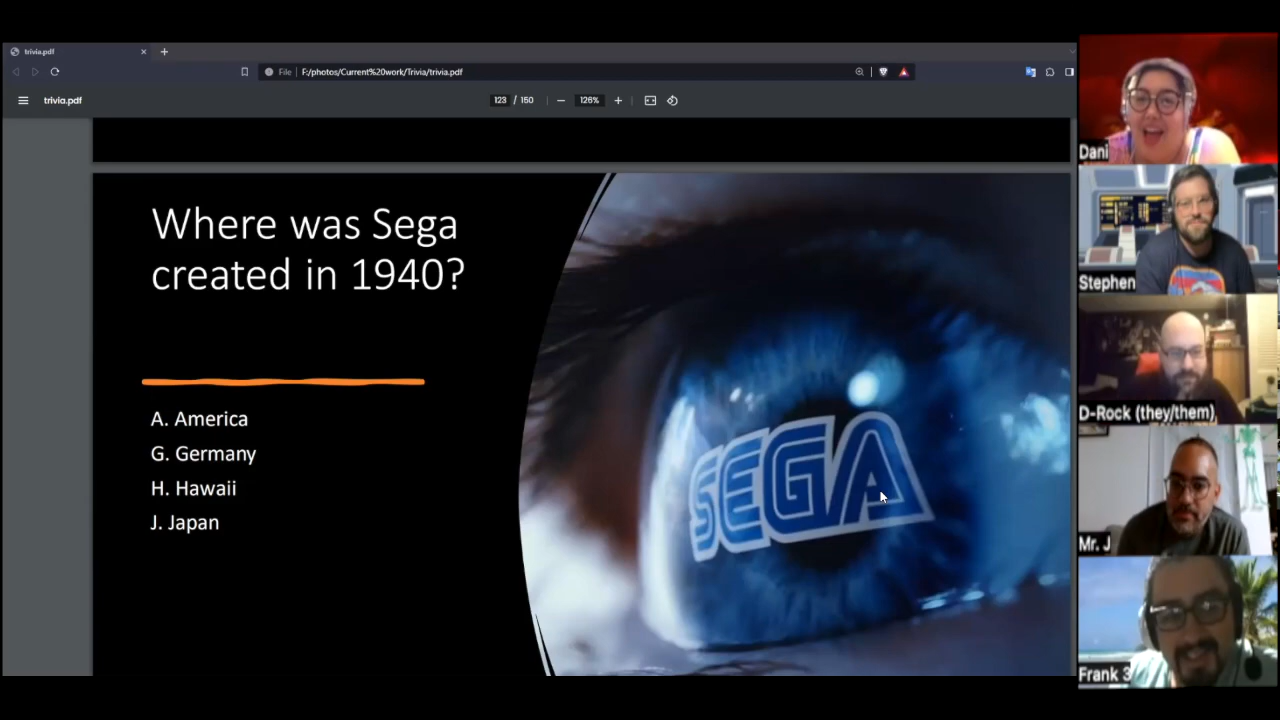 trivia.pdf
File
F:/photos/Current%20work/Trivia/trivia.pdf
trivia.pdf
123 / 150
126%
Where was Sega
created in 1940?
A. America
G. Germany
H. Hawaii
J. Japan
SEGA
Dani
Stephen
D-Rock (they/them)
Mr. J
Frank 3